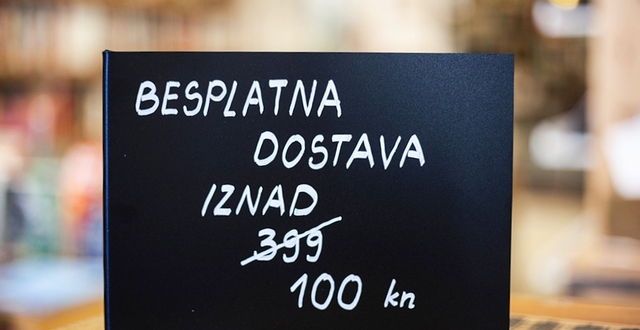 BESPLATNA
DOSTAVA
IZNAD
399
100 kn